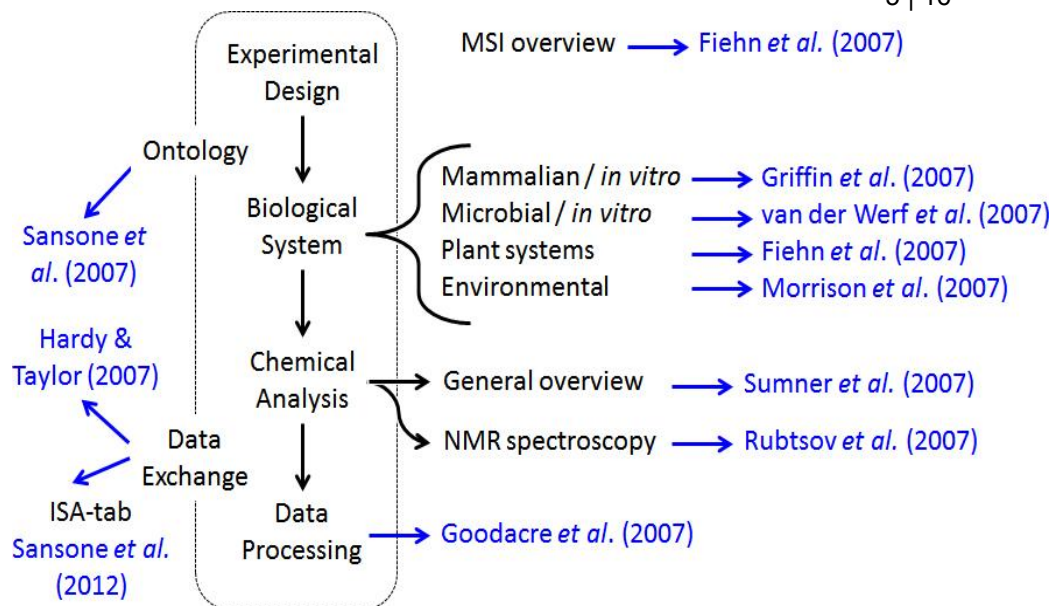 MSI overview Fiehn et al. (2007)
Experimental
Design
Ontology
Sansone et
al. (2007)
Biological
System
Mammalian / in vitro Griffin et al. (2007)
Microbial / in vitro van der Werf et al. (2007)
Plant systems Fiehn et al. (2007)
Environmental Morrison et al. (2007)
Hardy &
Taylor (2007)
Chemical
Analysis
General overview Sumner et al. (2007)
NMR spectroscopy Rubtsov et al. (2007)
Data
Exchange
ISA-tab
Sansone et al.
(2012)
Data
Processing
Goodacre et al. (2007)